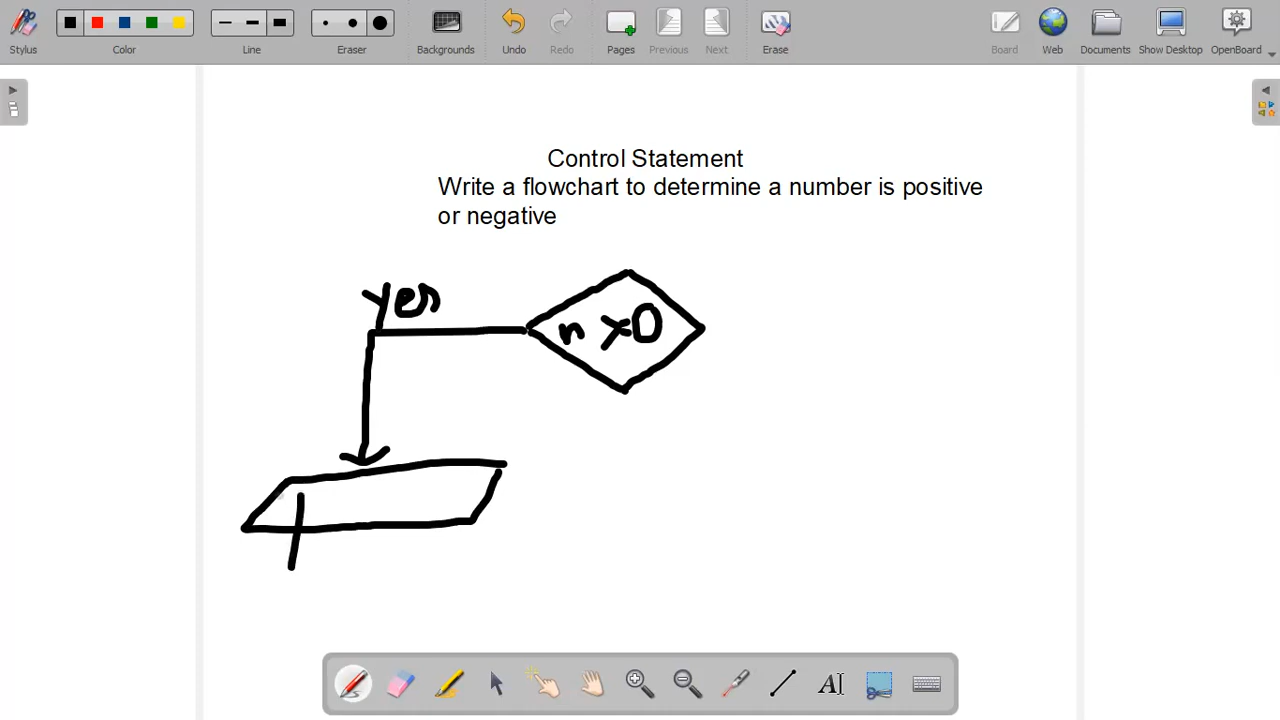 Stylus
Color
Line
Eraser
Backgrounds
Undo
Redo
Pages
Previous
Next
Erase
Board
Web
Documents
Show Desktop
OpenBoard
Control Statement
Write a flowchart to determine a number is positive
or negative
yes
n >0